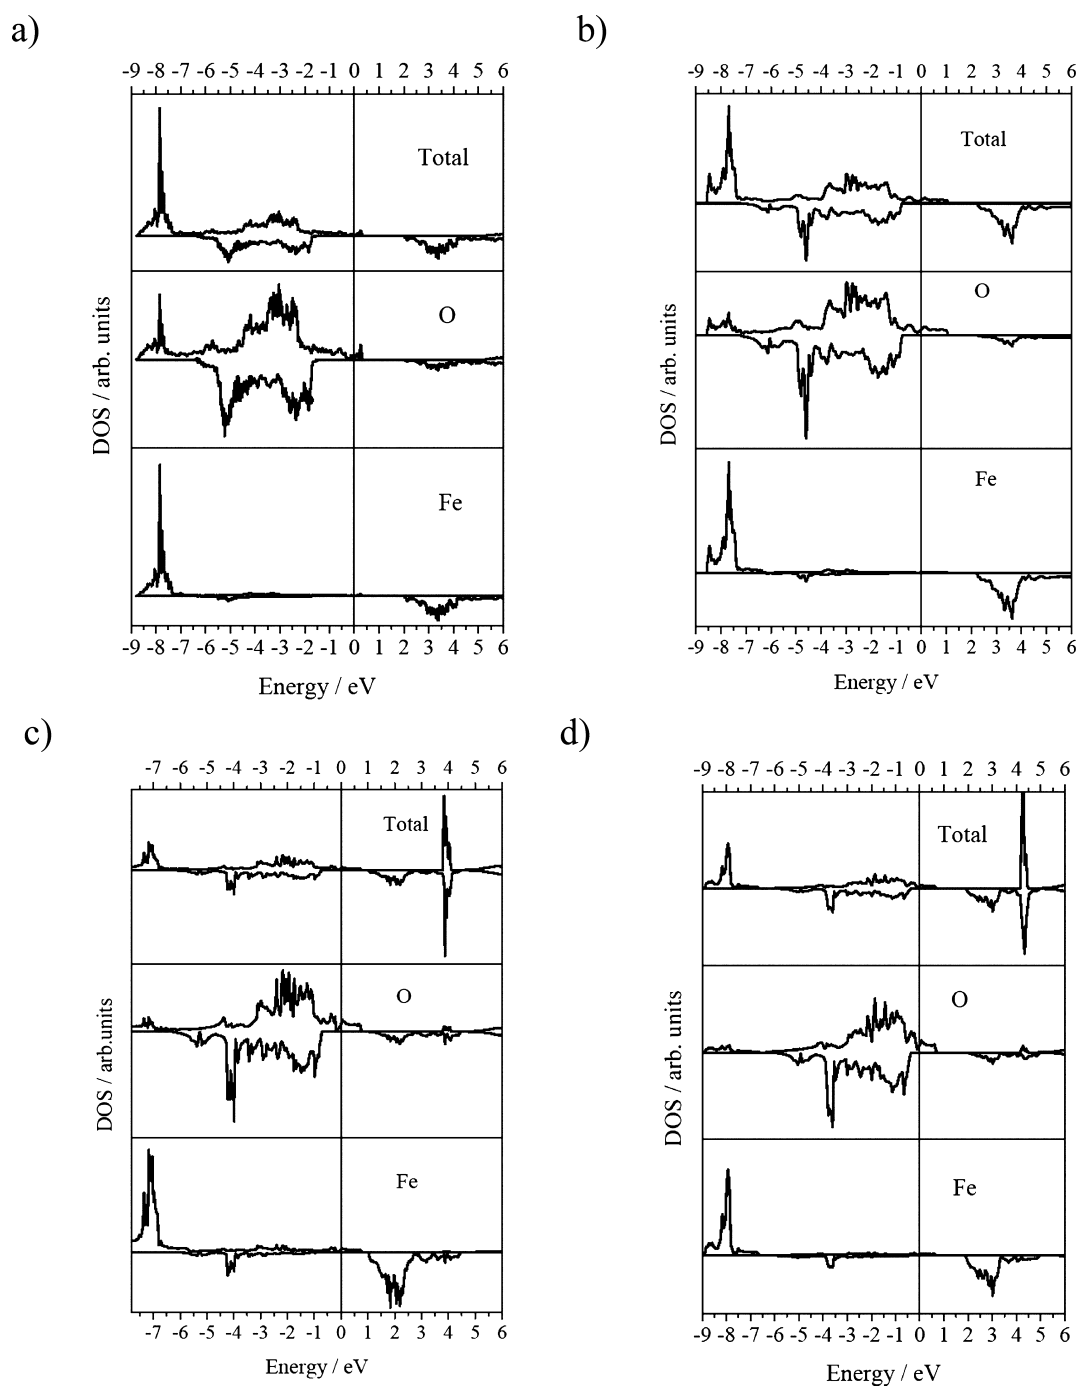 a)
-9 -8 -7 -6 -5 -4 -3 -2 -1 0 1 2 3 4 5 6
Total
O
Fe
DOS / arb. units
-9 -8 -7 -6 -5 -4 -3 -2 -1 0 1 2 3 4 5 6
Energy / eV
b)
-9 -8 -7 -6 -5 -4 -3 -2 -1 0 1 2 3 4 5 6
Total
O
Fe
DOS / arb. units
-9 -8 -7 -6 -5 -4 -3 -2 -1 0 1 2 3 4 5 6
Energy / eV
c)
-7 -6 -5 -4 -3 -2 -1 0 1 2 3 4 5 6
Total
O
Fe
DOS / arb.units
-7 -6 -5 -4 -3 -2 -1 0 1 2 3 4 5 6
Energy / eV
d)
-9 -8 -7 -6 -5 -4 -3 -2 -1 0 1 2 3 4 5 6
Total
O
Fe
DOS / arb. units
-9 -8 -7 -6 -5 -4 -3 -2 -1 0 1 2 3 4 5 6
Energy / eV